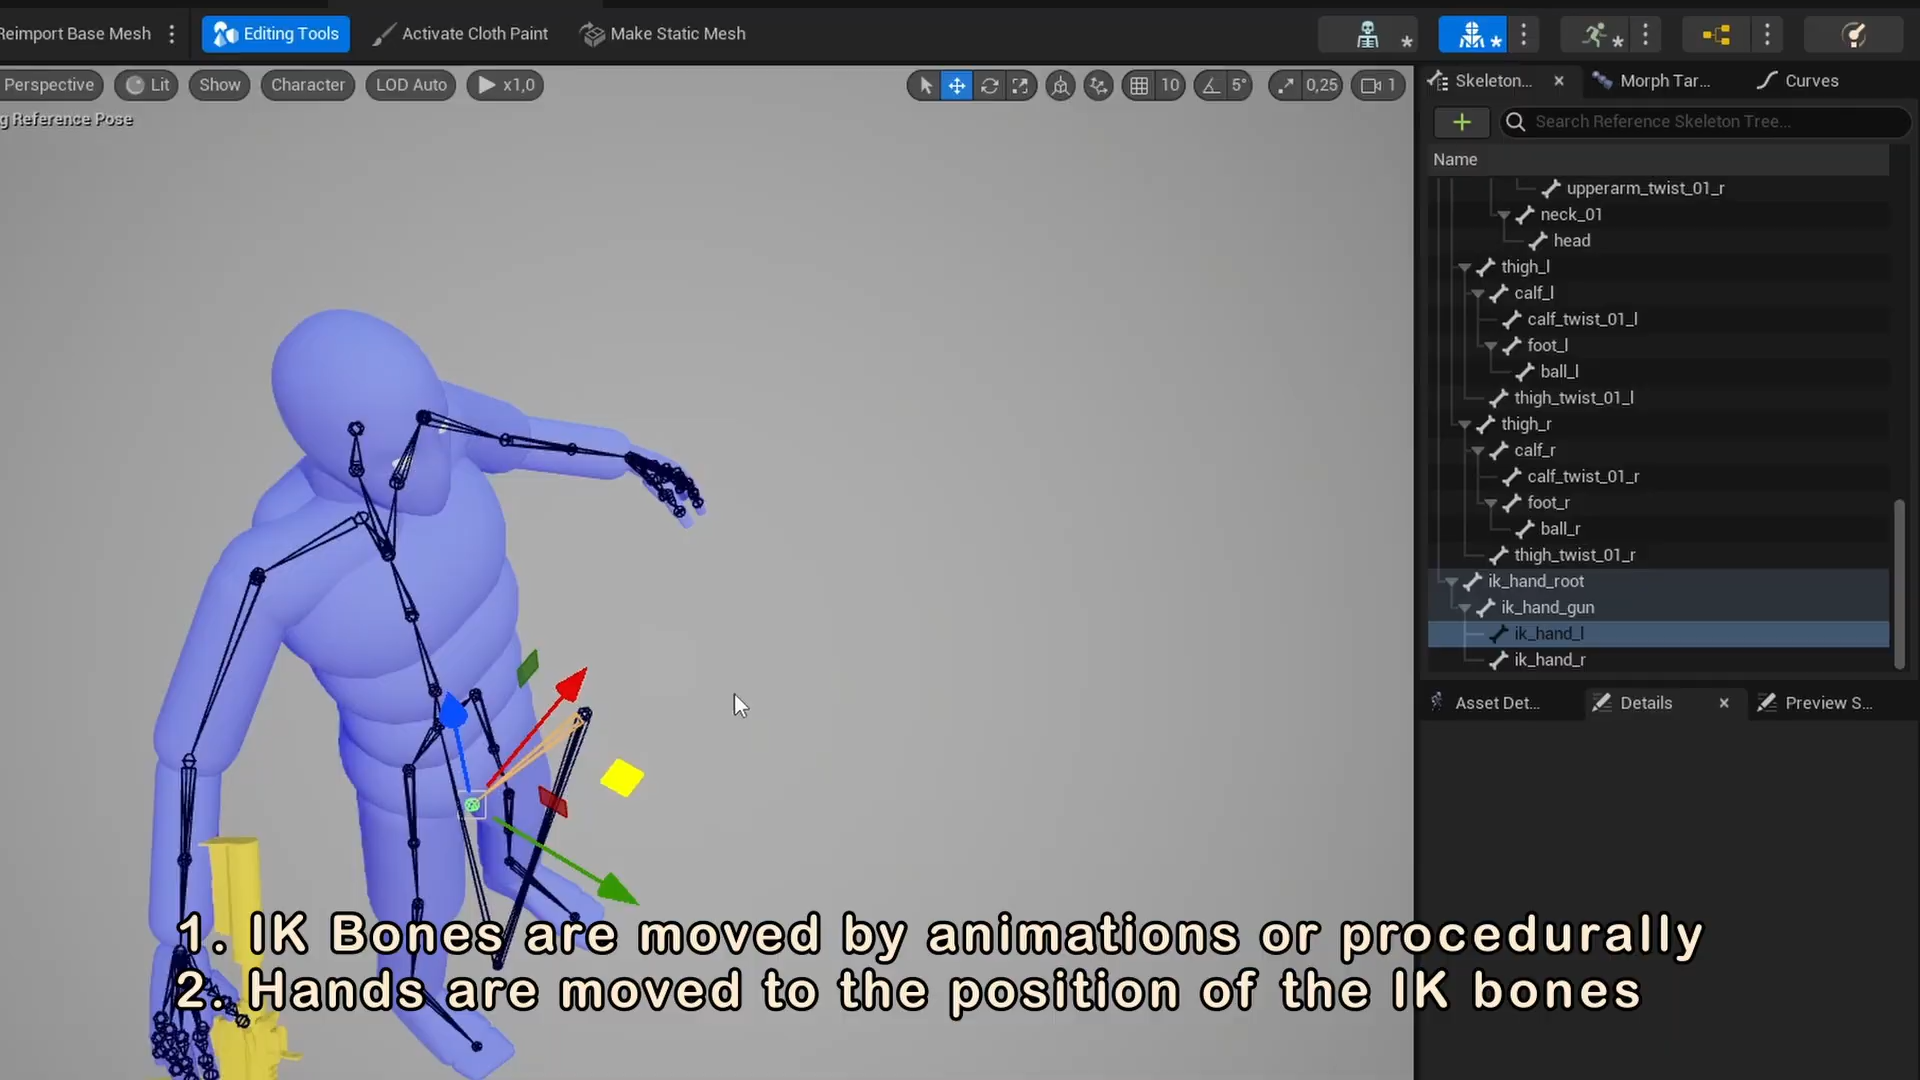 Reimport Base Mesh
Editing Tools
Activate Cloth Paint
Make Static Mesh
Perspective
Lit
Show
Character
LOD Auto
x1,0
10
5°
0,25
1
g Reference Pose
Skeleton...
Morph Tar...
Curves
Search Reference Skeleton Tree...
Name
upperarm_twist_01_r
neck_01
head
thigh_l
calf_l
calf_twist_01_l
foot_l
ball_l
thigh_twist_01_l
thigh_r
calf_r
calf_twist_01_r
foot_r
ball_r
thigh_twist_01_r
ik_hand_root
ik_hand_gun
ik_hand_l
ik_hand_r
Asset Det...
Details
Preview S...
1. IK Bones are moved by animations or procedurally
2. Hands are moved to the position of the IK bones